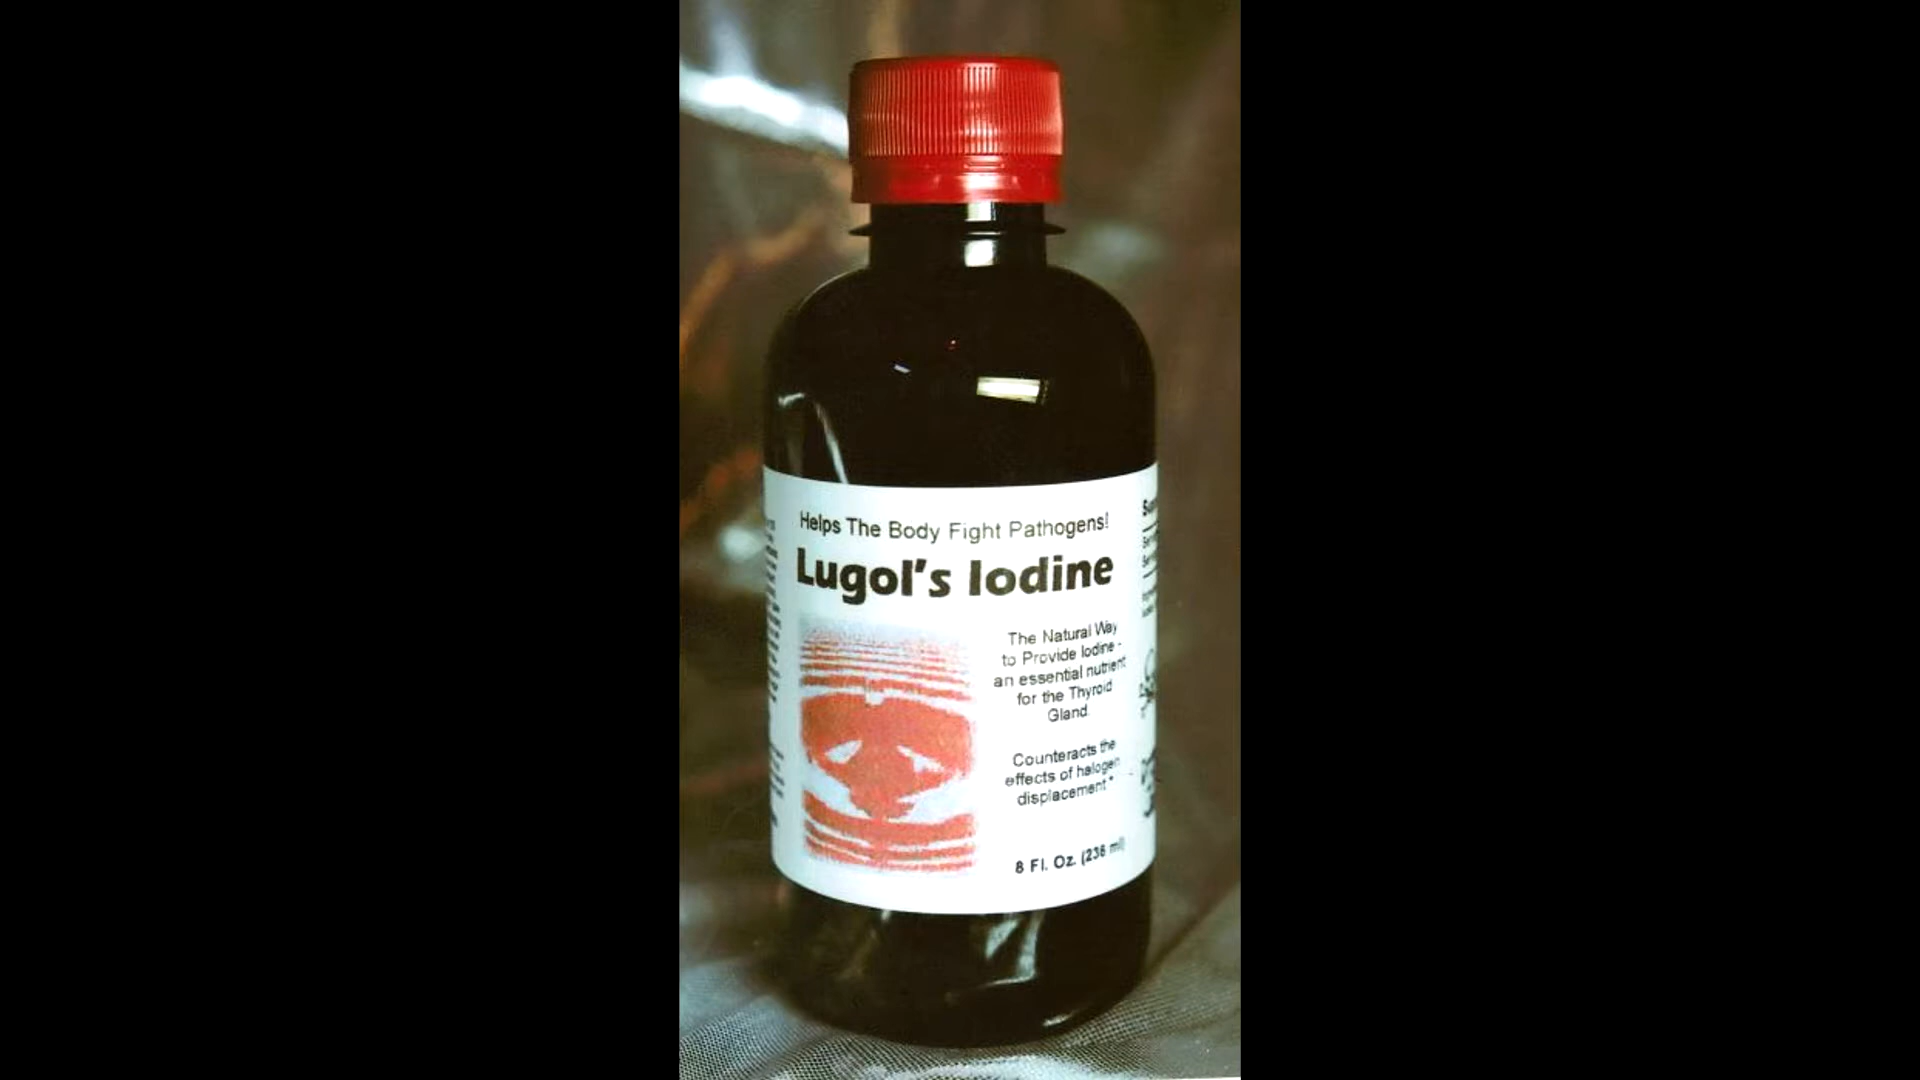 Helps The Body Fight Pathogens!
Lugol's Iodine
The Natural Way
to Provide Iodine -
an essential nutrient
for the Thyroid
Gland.
Counteracts the
effects of halogen
displacement*
8 Fl. Oz. (236 ml)